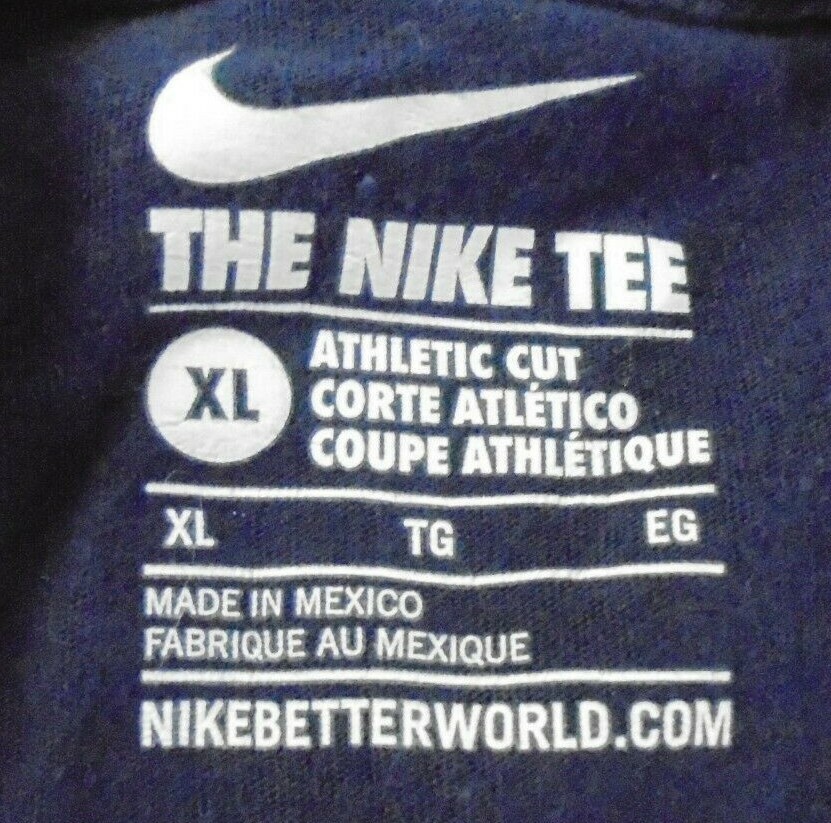 THE NIKE TEE
XL
ATHLETIC CUT
CORTE ATLÉTICO
COUPE ATHLÉTIQUE
XL TG EG
MADE IN MEXICO
FABRIQUE AU MEXIQUE
NIKEBETTERWORLD.COM